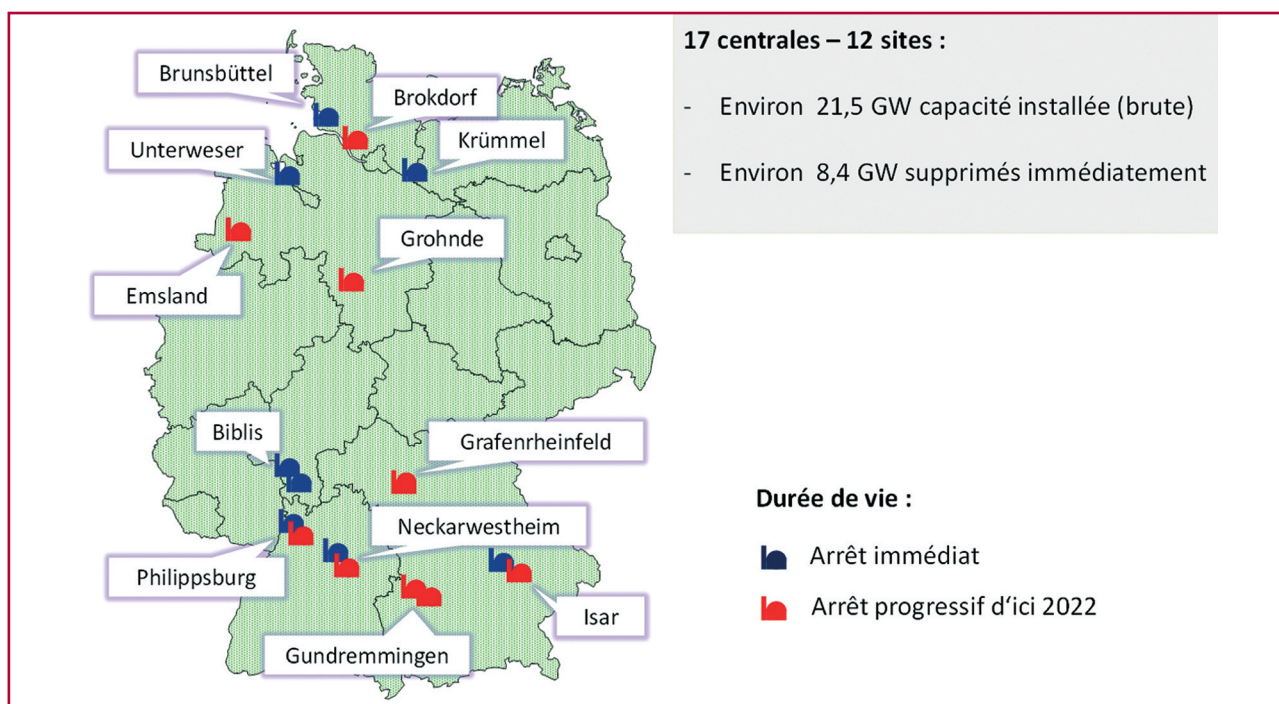 17 centrales – 12 sites :
- Environ 21,5 GW capacité installée (brute)
- Environ 8,4 GW supprimés immédiatement
Brunsbüttel
Brokdorf
Unterweser
Krümmel
Grohnde
Emsland
Biblis
Grafenrheinfeld
Neckarwestheim
Philippsburg
Isar
Gundremmingen
Durée de vie :
Arrêt immédiat
Arrêt progressif d‘ici 2022